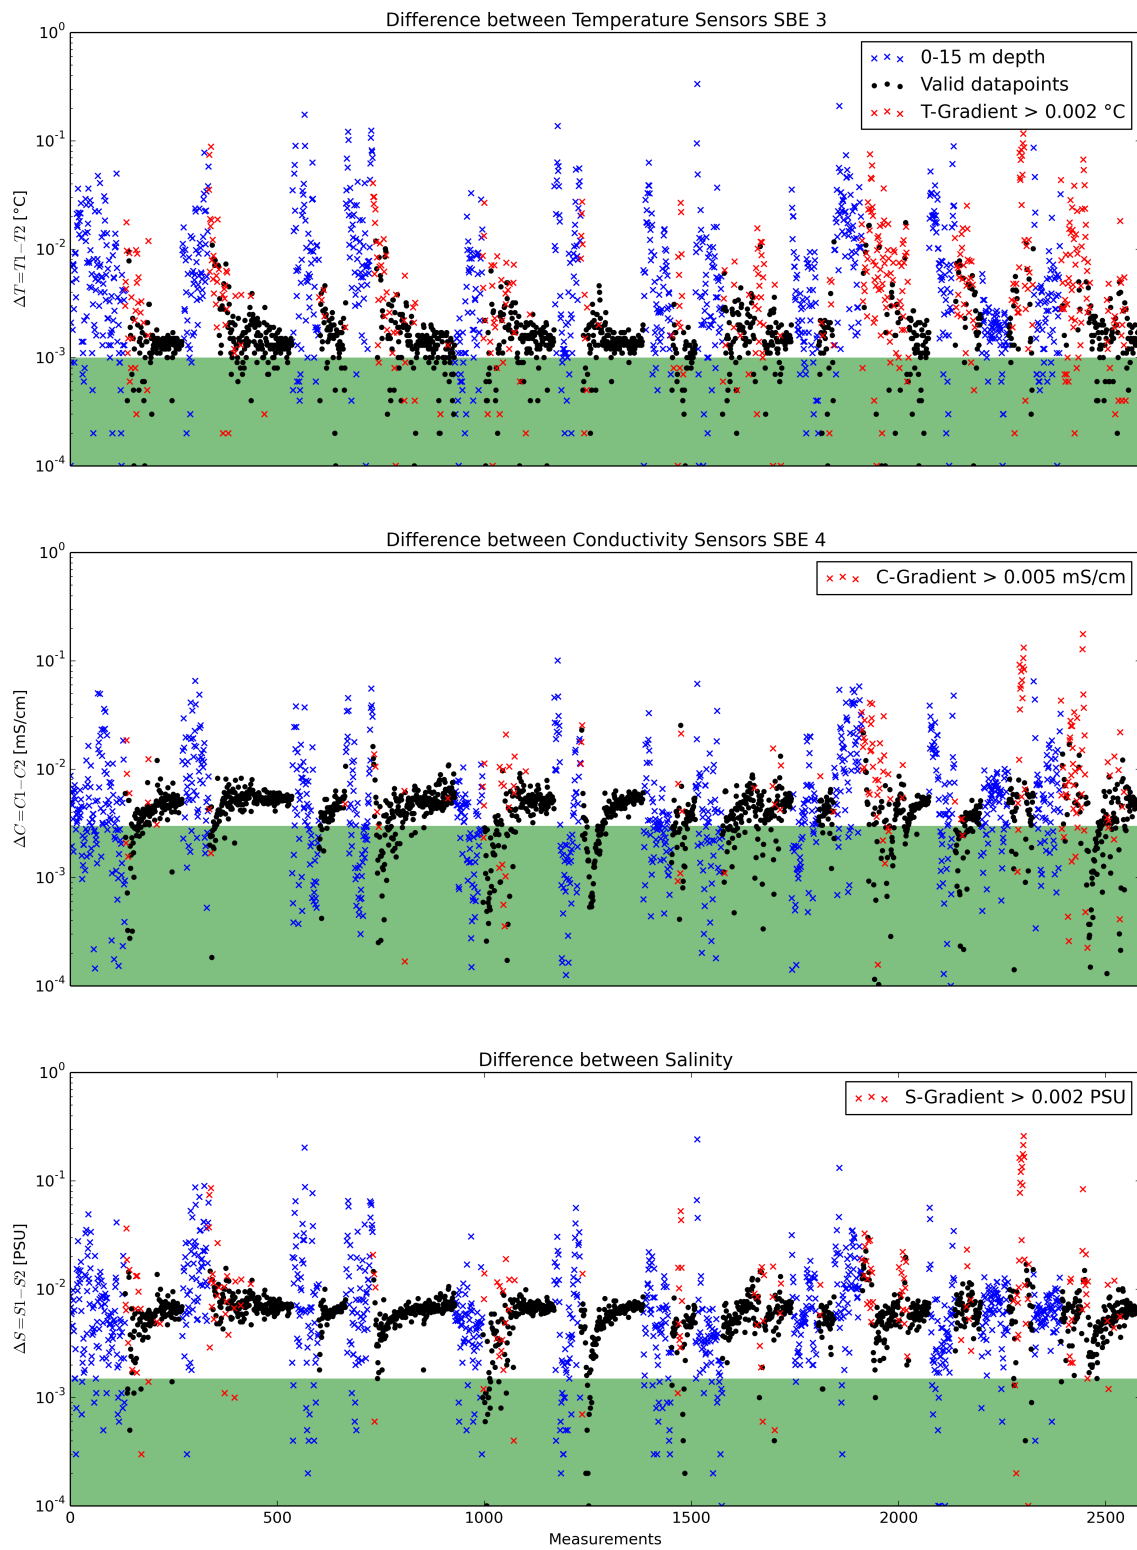 Difference between Temperature Sensors SBE 3
10^0
10^-1
10^-2
10^-3
10^-4
ΔT=T1−T2 [°C]
0-15 m depth
Valid datapoints
T-Gradient > 0.002 °C
Difference between Conductivity Sensors SBE 4
10^0
10^-1
10^-2
10^-3
10^-4
ΔC=C1−C2 [mS/cm]
C-Gradient > 0.005 mS/cm
Difference between Salinity
10^0
10^-1
10^-2
10^-3
10^-4
ΔS=S1−S2 [PSU]
S-Gradient > 0.002 PSU
0 500 1000 1500 2000 2500
Measurements